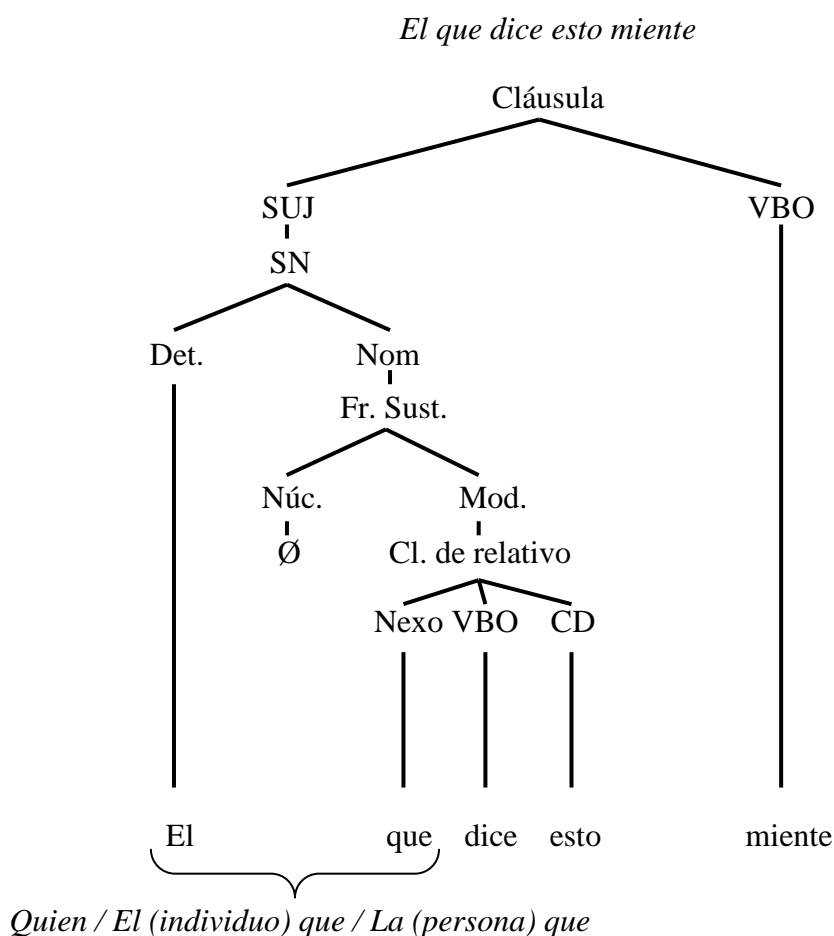 El que dice esto miente
Cláusula
SUJ VBO
SN
Det. Nom
Fr. Sust.
Núc. Mod.
Ø Cl. de relativo
Nexo VBO CD
El que dice esto miente
Quien / El (individuo) que / La (persona) que